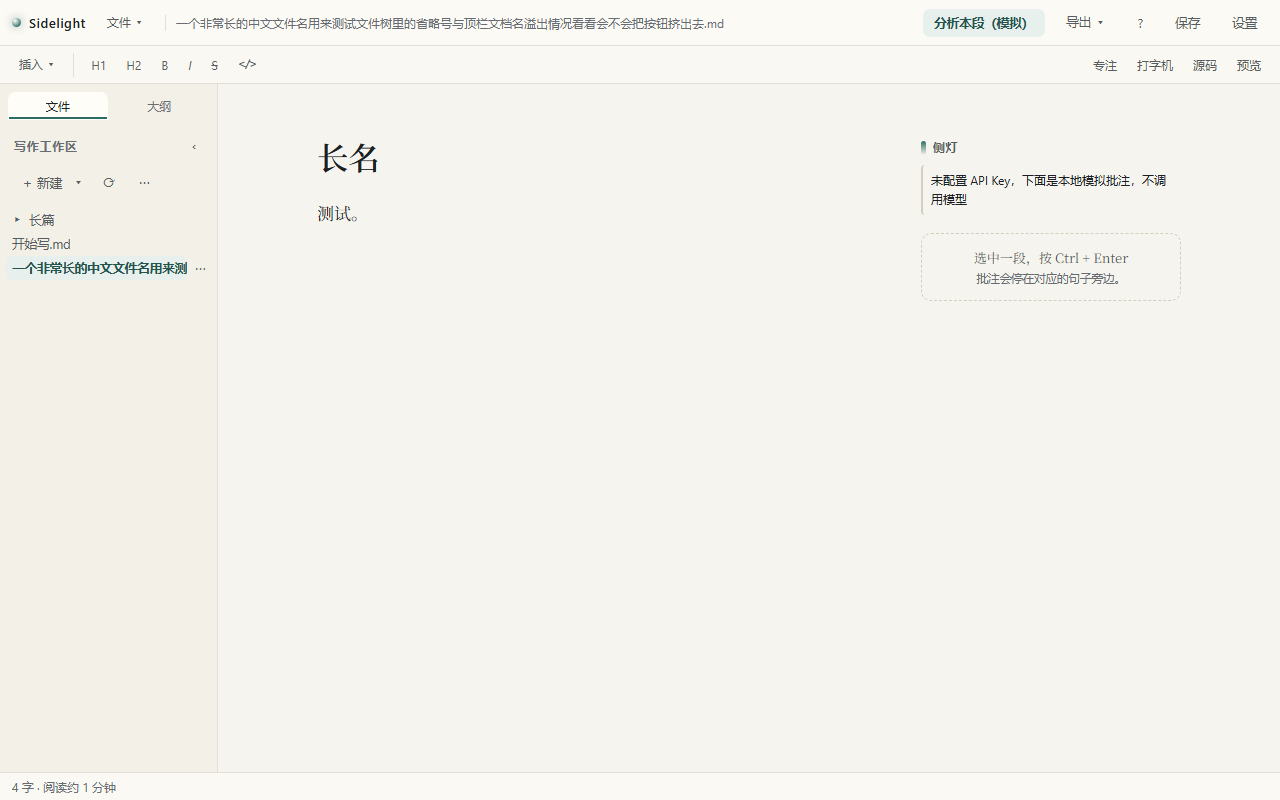 Sidelight 文件 一个非常长的中文文件名用来测试文件树里的省略号与顶栏文档名溢出情况看看会不会把按钮挤出去.md 分析本段（模拟） 导出 ? 保存 设置
插入 H1 H2 B I S </> 专注 打字机 源码 预览
文件 大纲
写作工作区 ‹
+ 新建 ⟳ ···
长篇
开始写.md
一个非常长的中文文件名用来测 ···
长名
测试。
侧灯
未配置 API Key，下面是本地模拟批注，不调
用模型
选中一段，按 Ctrl + Enter
批注会停在对应的句子旁边。
4 字 · 阅读约 1 分钟